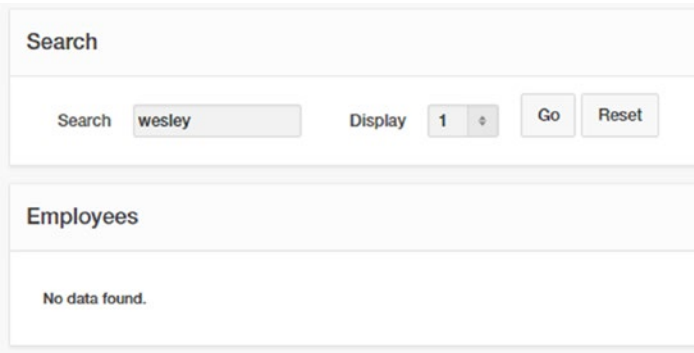 Search
Search wesley Display 1 Go Reset
Employees
No data found.